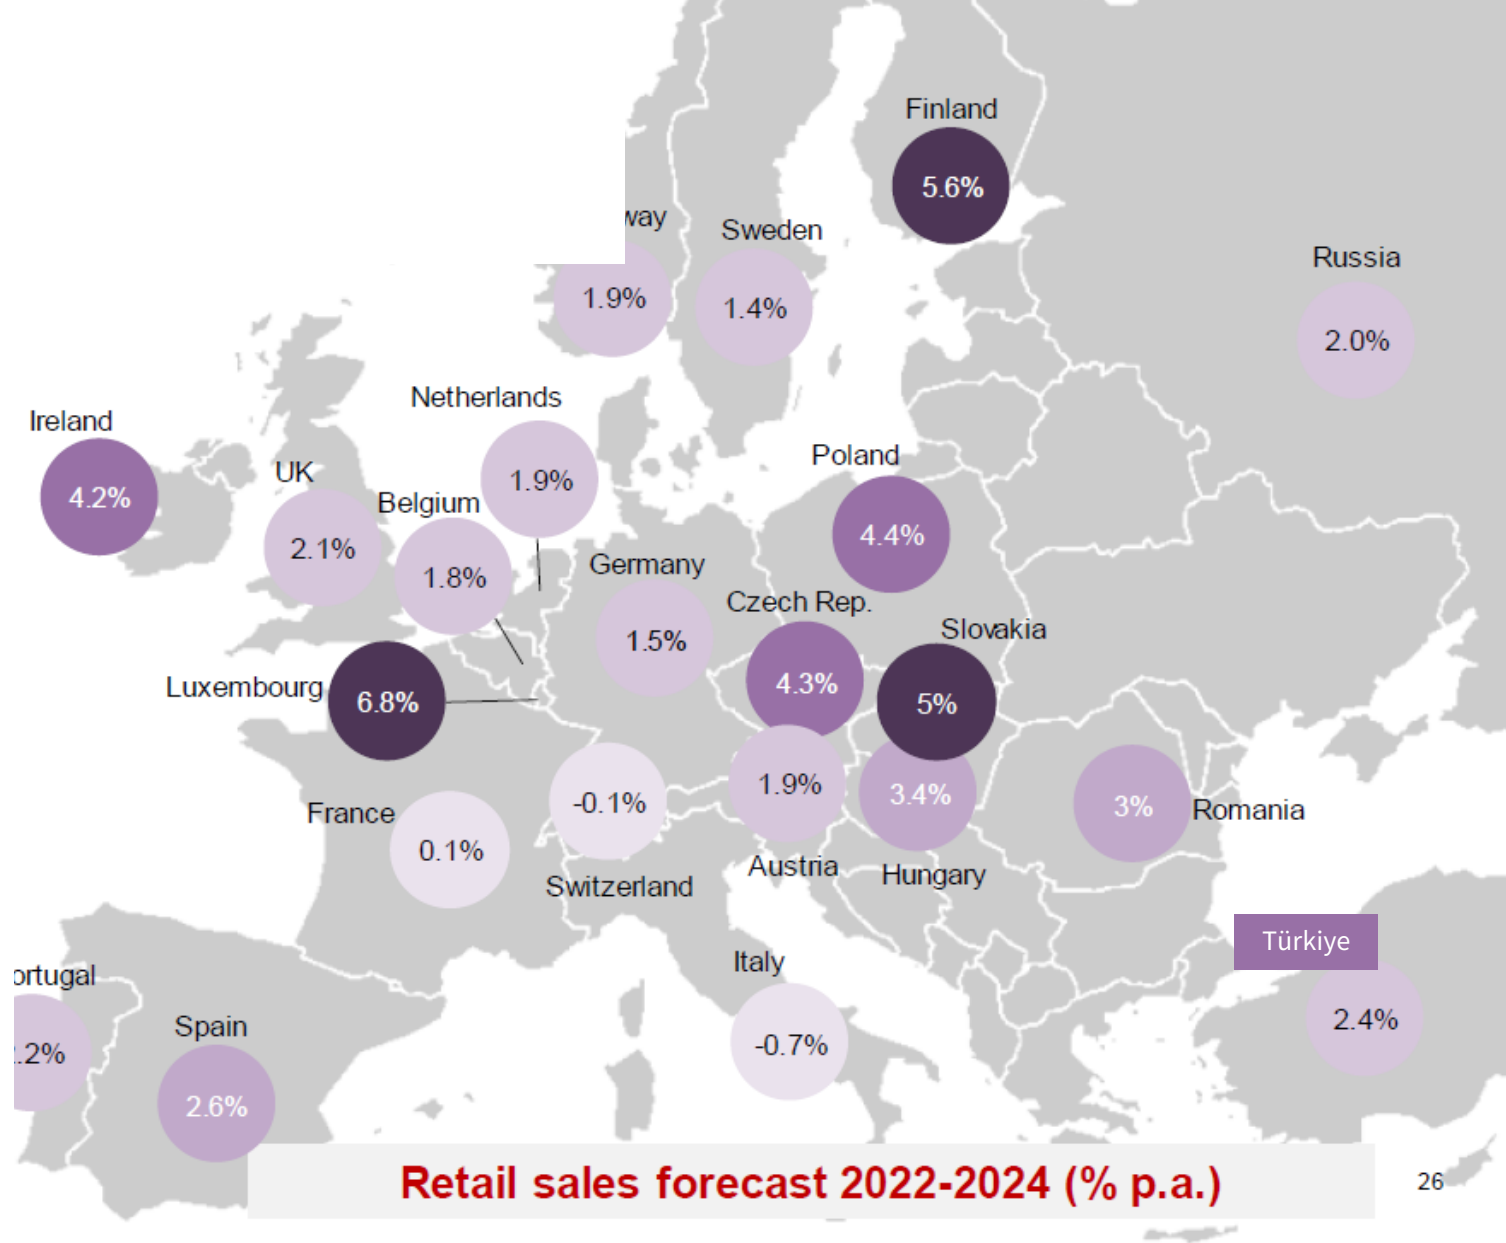 Finland
5.6%
way
Sweden
1.9%
1.4%
Russia
2.0%
Netherlands
1.9%
Ireland
4.2%
UK
2.1%
Belgium
1.8%
Poland
4.4%
Germany
1.5%
Czech Rep.
4.3%
Slovakia
5%
Luxembourg
6.8%
France
0.1%
-0.1%
Switzerland
1.9%
Austria
3.4%
Hungary
3%
Romania
Türkiye
2.4%
Italy
-0.7%
ortugal
.2%
Spain
2.6%
Retail sales forecast 2022-2024 (% p.a.)
26